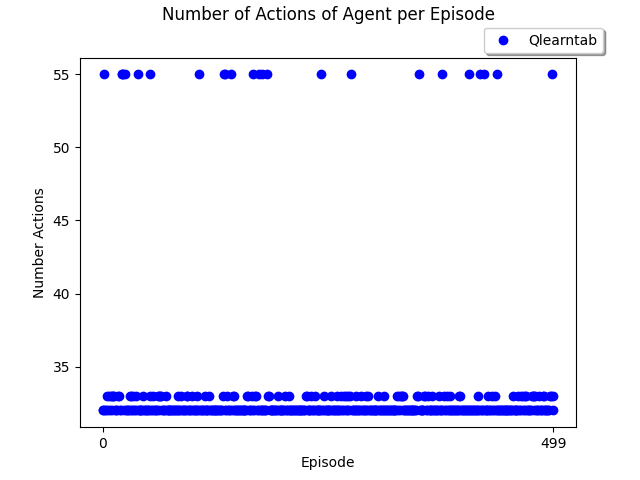 Number of Actions of Agent per Episode
Qlearntab
55
50
45
40
35
Number Actions
0
499
Episode